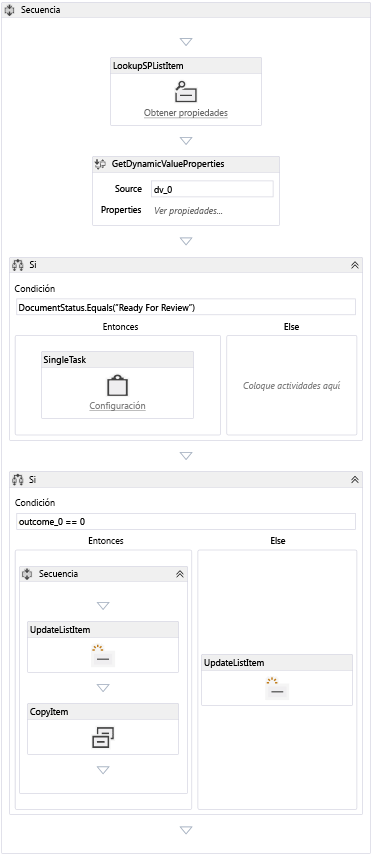 Secuencia
LookupSPListItem
Obtener propiedades
GetDynamicValueProperties
Source dv_0
Properties Ver propiedades...
Si
Condición
DocumentStatus.Equals("Ready For Review")
Entonces Else
SingleTask
Configuración
Coloque actividades aquí
Si
Condición
outcome_0 == 0
Entonces Else
Secuencia
UpdateListItem
UpdateListItem
CopyItem